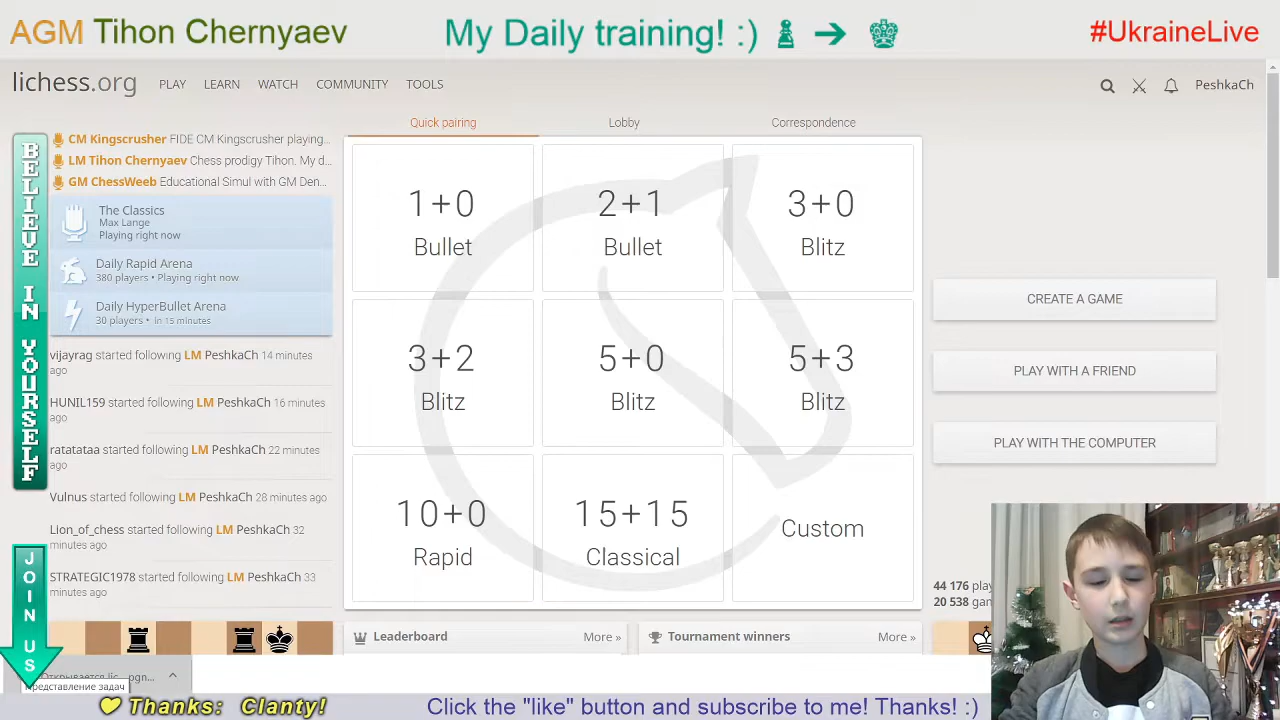 AGM Tihon Chernyaev
My Daily training! :)
#UkraineLive
lichess.org
PLAY
LEARN
WATCH
COMMUNITY
TOOLS
PeshkaCh
BELIEVE IN YOURSELF
CM Kingscrusher FIDE CM Kingscrusher playing...
LM Tihon Chernyaev Chess prodigy Tihon. My d...
GM ChessWeeb Educational Simul with GM Den...
The Classics
Max Lange
Playing right now
Daily Rapid Arena
380 players • Playing right now
Daily HyperBullet Arena
30 players • in 15 minutes
vijayrag started following LM PeshkaCh 14 minutes
ago
HUNIL159 started following LM PeshkaCh 16 minutes
ago
ratatataa started following LM PeshkaCh 22 minutes
ago
Vulnus started following LM PeshkaCh 28 minutes ago
Lion_of_chess started following LM PeshkaCh 32
minutes ago
STRATEGIC1978 started following LM PeshkaCh 33
minutes ago
JOIN US
Quick pairing
Lobby
Correspondence
1+0
Bullet
2+1
Bullet
3+0
Blitz
3+2
Blitz
5+0
Blitz
5+3
Blitz
10+0
Rapid
15+15
Classical
Custom
CREATE A GAME
PLAY WITH A FRIEND
PLAY WITH THE COMPUTER
44 176 play
20 538 gam
Leaderboard
More »
Tournament winners
More »
Открывается lic...pgn...
Представление задач
Thanks: Clanty!
Click the "like" button and subscribe to me! Thanks! :)